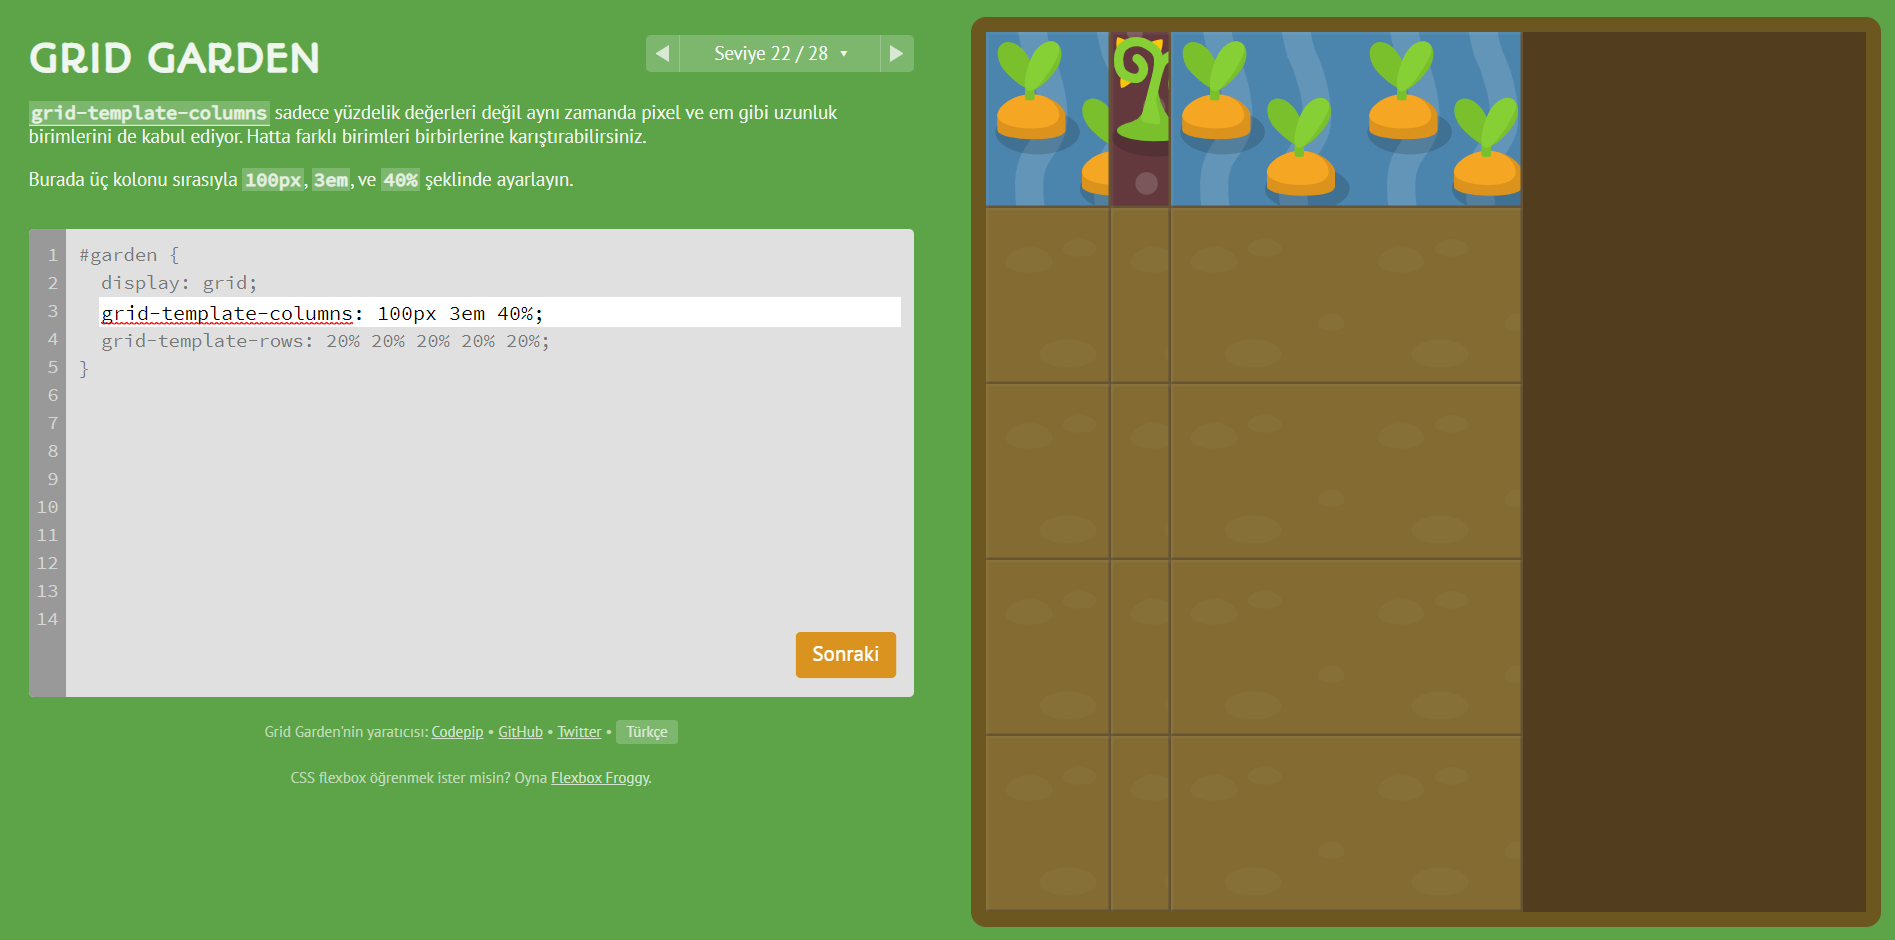 GRID GARDEN
Seviye 22 / 28
grid-template-columns sadece yüzdelik değerleri değil aynı zamanda pixel ve em gibi uzunluk
birimlerini de kabul ediyor. Hatta farklı birimleri birbirlerine karıştırabilirsiniz.
Burada üç kolonu sırasıyla 100px, 3em, ve 40% şeklinde ayarlayın.
1 #garden {
2 display: grid;
3 grid-template-columns: 100px 3em 40%;
4 grid-template-rows: 20% 20% 20% 20% 20%;
5 }
6
7
8
9
10
11
12
13
14
Sonraki
Grid Garden'nin yaratıcısı: Codepip • GitHub • Twitter • Türkçe
CSS flexbox öğrenmek ister misin? Oyna Flexbox Froggy.